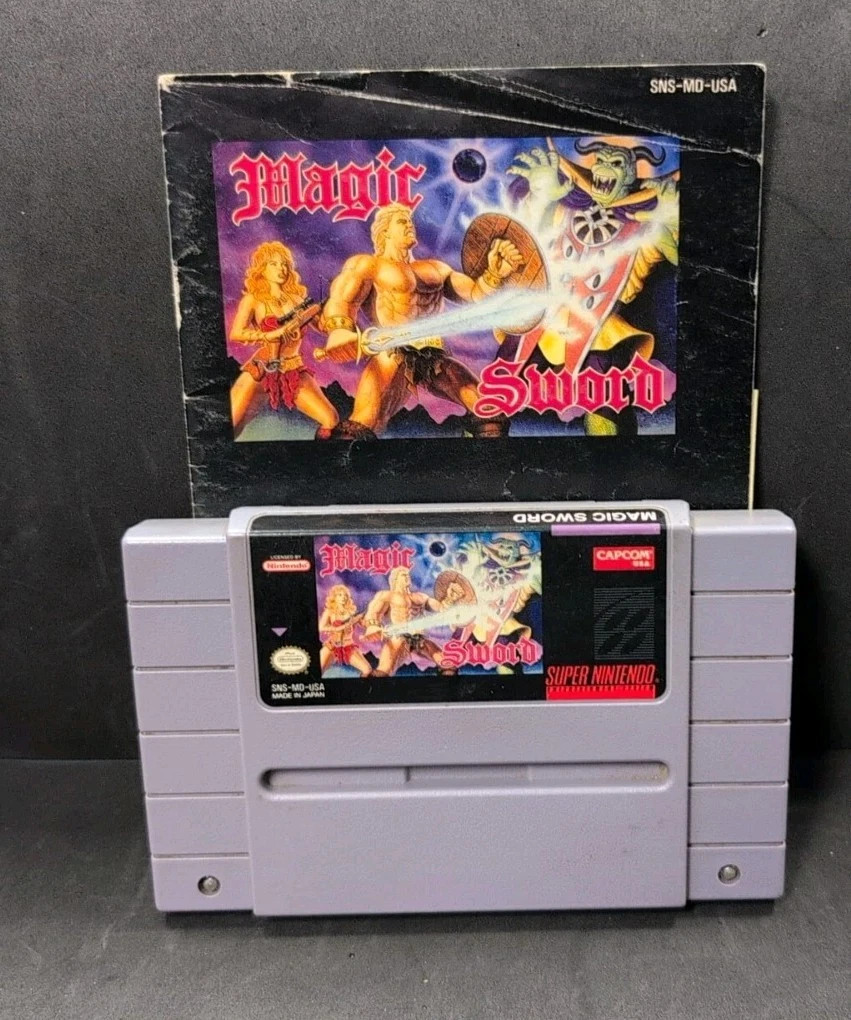 SNS-MD-USA
Magic
Sword
MAGIC SWORD
LICENSED BY
Nintendo
CAPCOM
USA
Magic
Sword
SNS-MD-USA
MADE IN JAPAN
SUPER NINTENDO